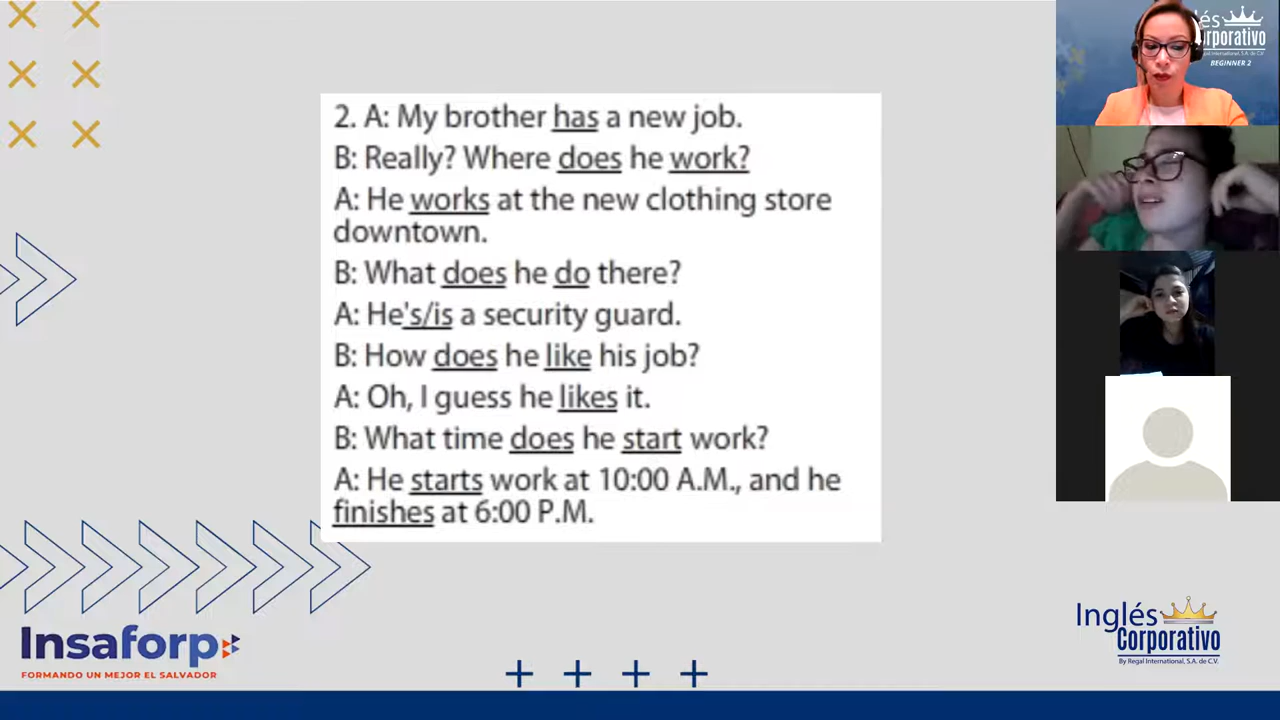 2. A: My brother has a new job.
B: Really? Where does he work?
A: He works at the new clothing store
downtown.
B: What does he do there?
A: He's/is a security guard.
B: How does he like his job?
A: Oh, I guess he likes it.
B: What time does he start work?
A: He starts work at 10:00 A.M., and he
finishes at 6:00 P.M.
Insaforp
FORMANDO UN MEJOR EL SALVADOR
Inglés
Corporativo
By Regal International, S.A. de C.V.
BEGINNER 2